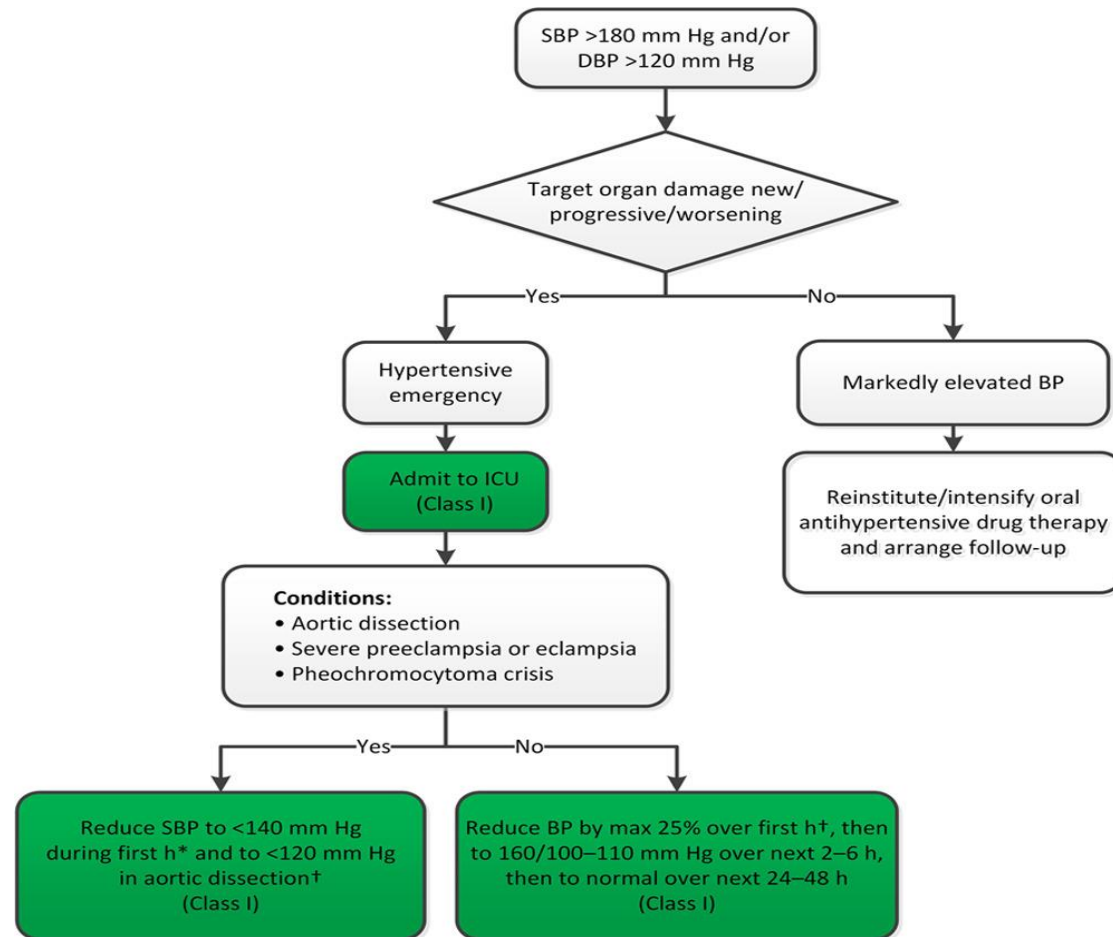 SBP >180 mm Hg and/or
DBP >120 mm Hg
Target organ damage new/
progressive/worsening
Yes
No
Hypertensive
emergency
Markedly elevated BP
Admit to ICU
(Class I)
Reinstitute/intensify oral
antihypertensive drug therapy
and arrange follow-up
Conditions:
• Aortic dissection
• Severe preeclampsia or eclampsia
• Pheochromocytoma crisis
Yes
No
Reduce SBP to <140 mm Hg
during first h* and to <120 mm Hg
in aortic dissection†
(Class I)
Reduce BP by max 25% over first h†, then
to 160/100–110 mm Hg over next 2–6 h,
then to normal over next 24–48 h
(Class I)